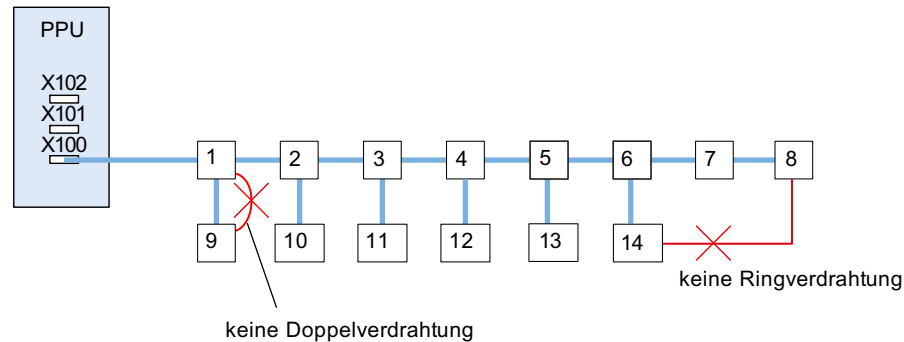 PPU
X102
X101
X100
1 2 3 4 5 6 7 8
9 10 11 12 13 14
keine Ringverdrahtung
keine Doppelverdrahtung